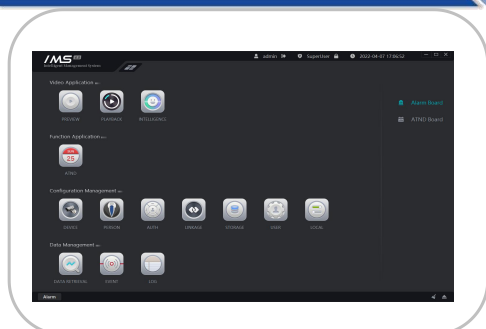 IMS
Intelligent Management System
admin
SuperUser
2022-04-07 17:06:52
Video Application
PREVIEW
PLAYBACK
INTELLIGENCE
Alarm Board
ATND Board
Function Application
25
ATND
Configuration Management
DEVICE
PERSON
AUTH
LINKAGE
STORAGE
USER
LOCAL
Data Management
DATA RETRIEVAL
EVENT
LOG
Alarm